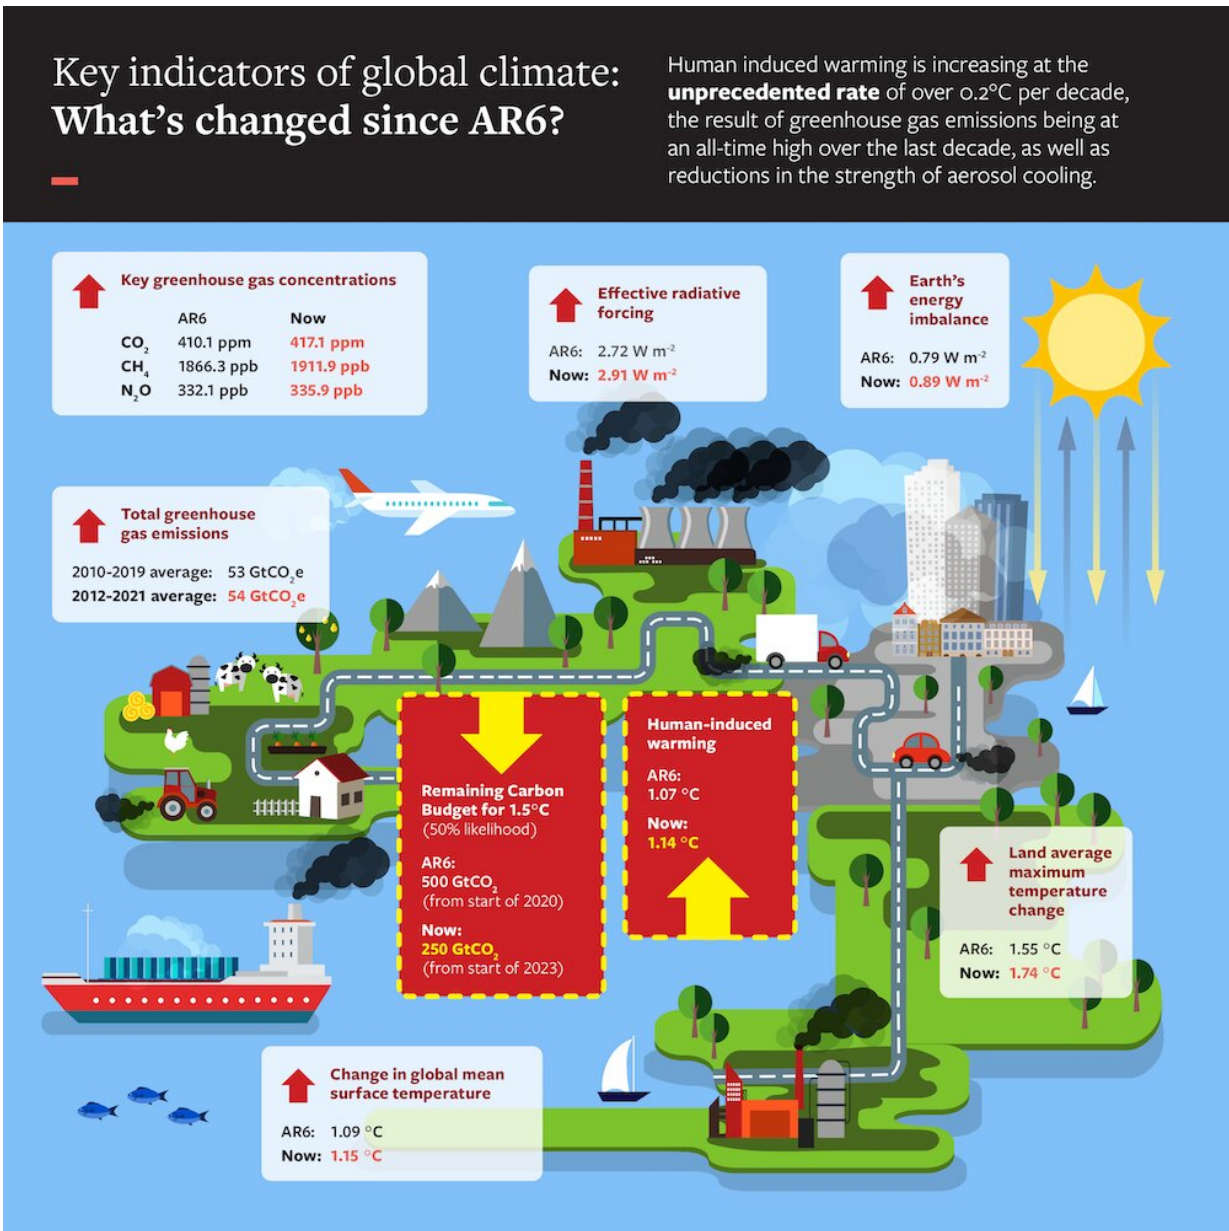 Key indicators of global climate:
What's changed since AR6?
Human induced warming is increasing at the
unprecedented rate of over 0.2°C per decade,
the result of greenhouse gas emissions being at
an all-time high over the last decade, as well as
reductions in the strength of aerosol cooling.
Key greenhouse gas concentrations
AR6 Now
CO₂ 410.1 ppm 417.1 ppm
CH₄ 1866.3 ppb 1911.9 ppb
N₂O 332.1 ppb 335.9 ppb
Effective radiative
forcing
AR6: 2.72 W m⁻²
Now: 2.91 W m⁻²
Earth's
energy
imbalance
AR6: 0.79 W m⁻²
Now: 0.89 W m⁻²
Total greenhouse
gas emissions
2010-2019 average: 53 GtCO₂e
2012-2021 average: 54 GtCO₂e
Remaining Carbon
Budget for 1.5°C
(50% likelihood)
AR6:
500 GtCO₂
(from start of 2020)
Now:
250 GtCO₂
(from start of 2023)
Human-induced
warming
AR6:
1.07 °C
Now:
1.14 °C
Land average
maximum
temperature
change
AR6: 1.55 °C
Now: 1.74 °C
Change in global mean
surface temperature
AR6: 1.09 °C
Now: 1.15 °C